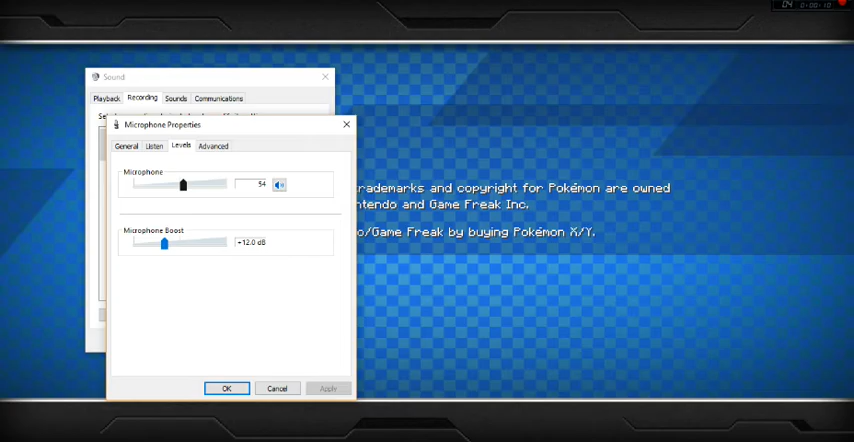 04 0:00:10
Sound
Playback Recording Sounds Communications
Microphone Properties
General Listen Levels Advanced
Microphone
54
Microphone Boost
+12.0 dB
OK Cancel Apply
trademarks and copyright for Pokémon are owned
ntendo and Game Freak Inc.
o/Game Freak by buying Pokémon X/Y.